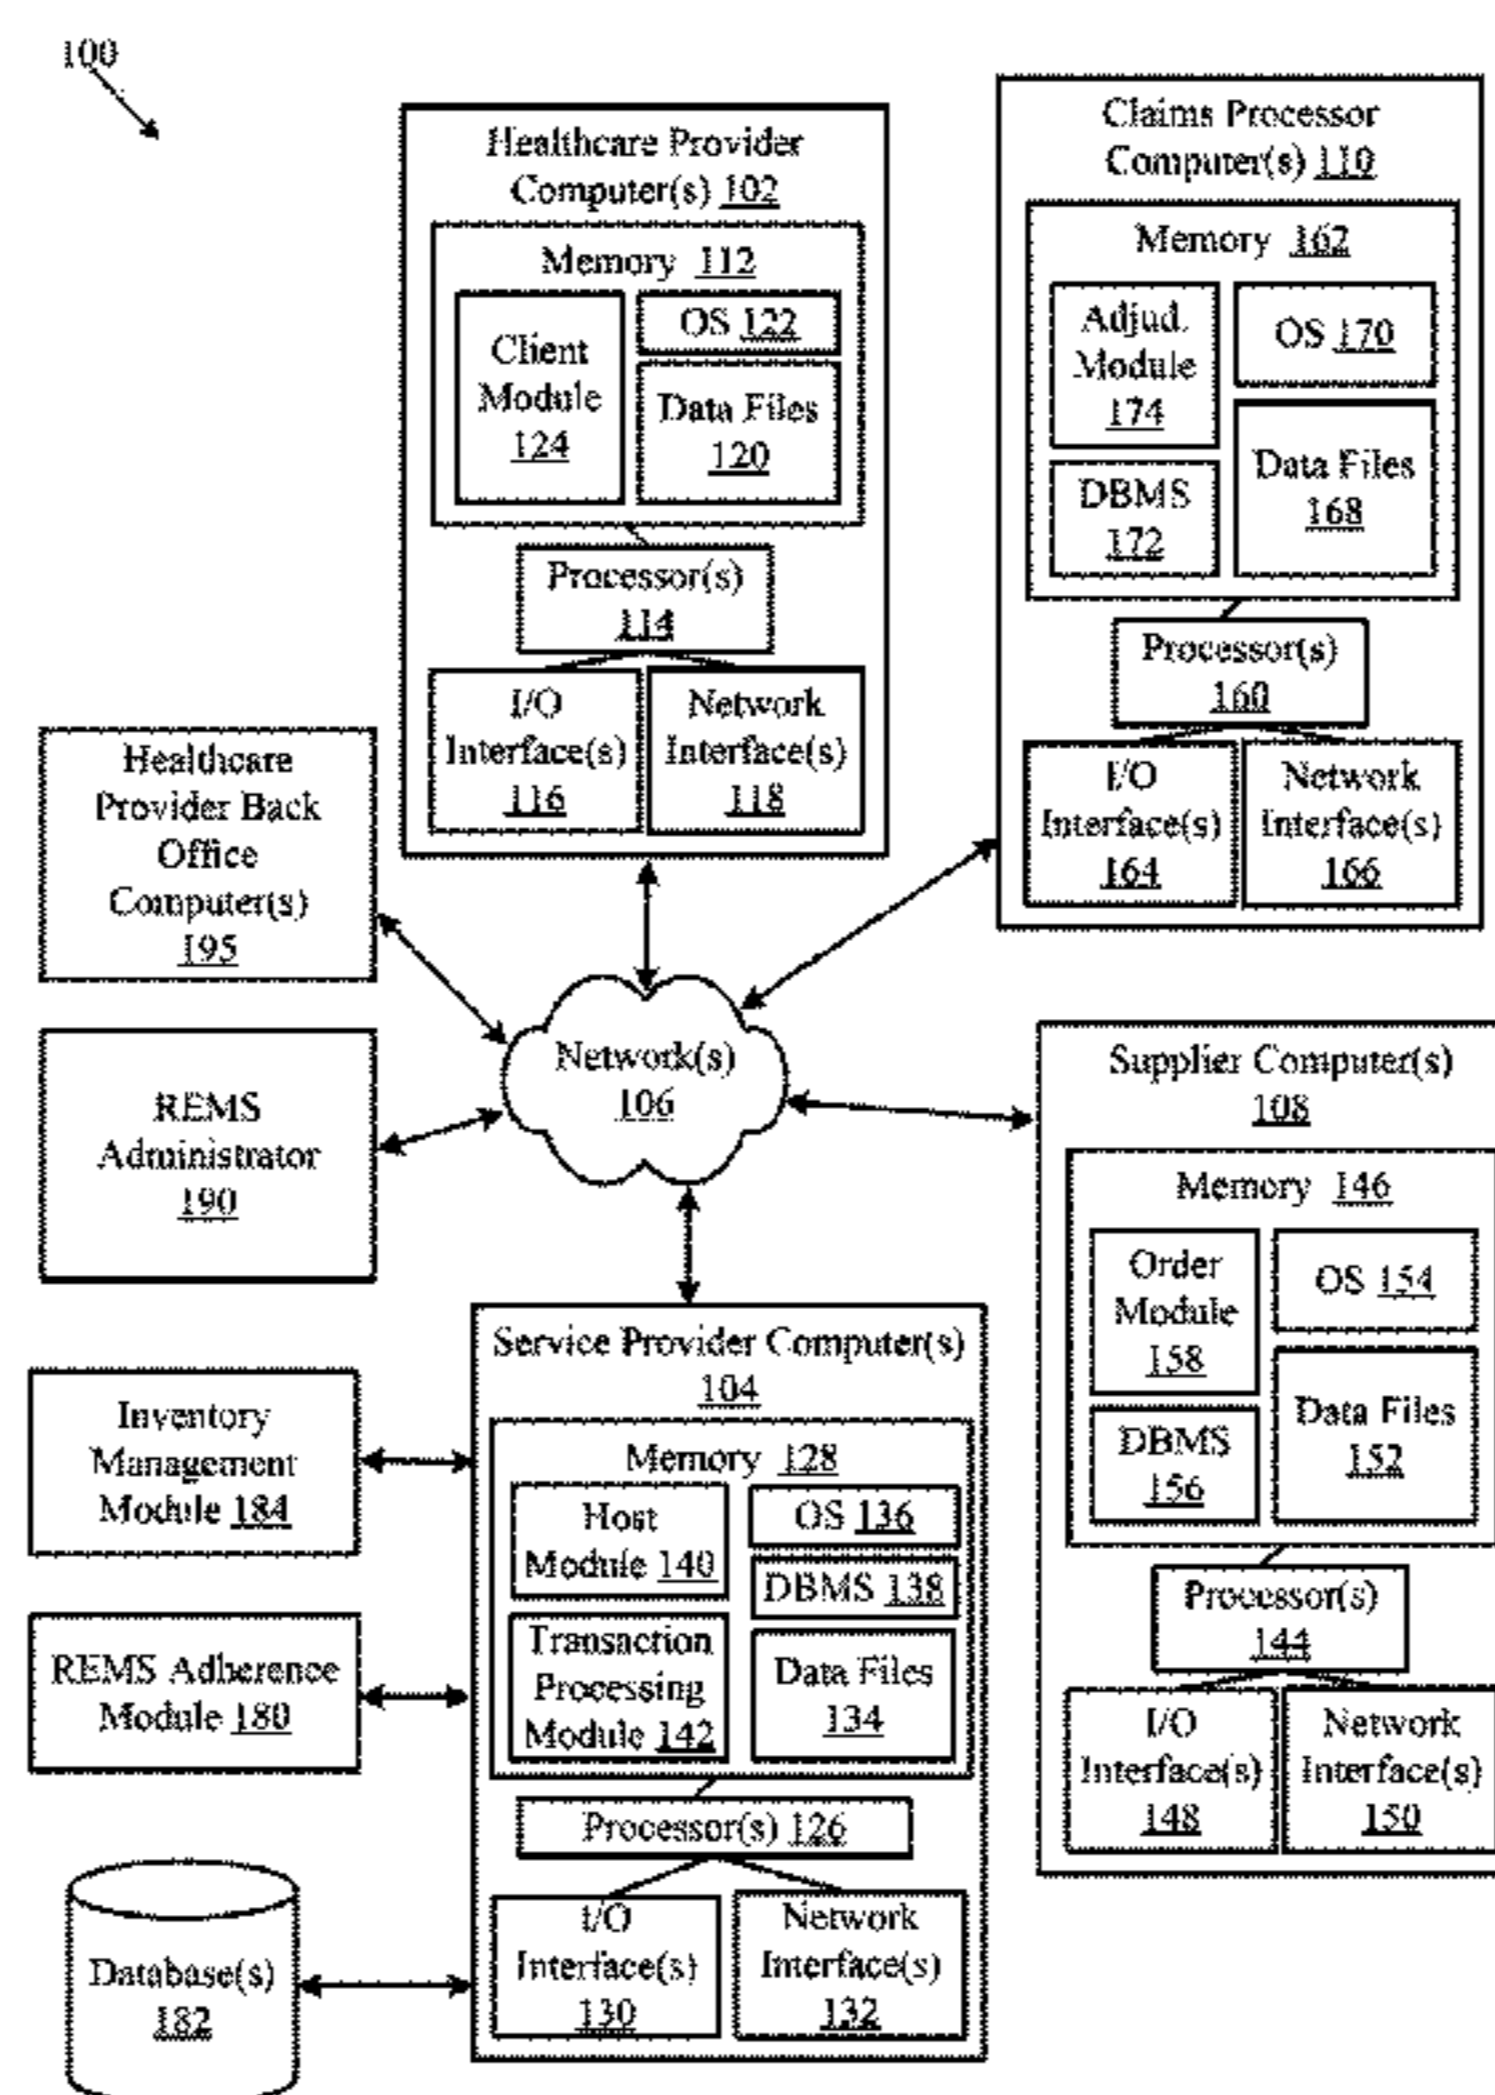 100
Healthcare Provider
Computer(s) 102
Memory 112
Client
Module
124
OS 122
Data Files
120
Processor(s)
114
I/O
Interface(s)
116
Network
Interface(s)
118
Claims Processor
Computer(s) 110
Memory 162
Adjud.
Module
174
OS 170
DBMS
172
Data Files
168
Processor(s)
160
I/O
Interface(s)
164
Network
Interface(s)
166
Healthcare
Provider Back
Office
Computer(s)
195
Network(s)
106
REMS
Administrator
190
Supplier Computer(s)
108
Memory 146
Order
Module
158
OS 154
DBMS
156
Data Files
152
Processor(s)
144
I/O
Interface(s)
148
Network
Interface(s)
150
Service Provider Computer(s)
104
Memory 128
Host
Module 140
OS 136
DBMS 138
Transaction
Processing
Module 142
Data Files
134
Processor(s) 126
I/O
Interface(s)
130
Network
Interface(s)
132
Inventory
Management
Module 184
REMS Adherence
Module 180
Database(s)
182